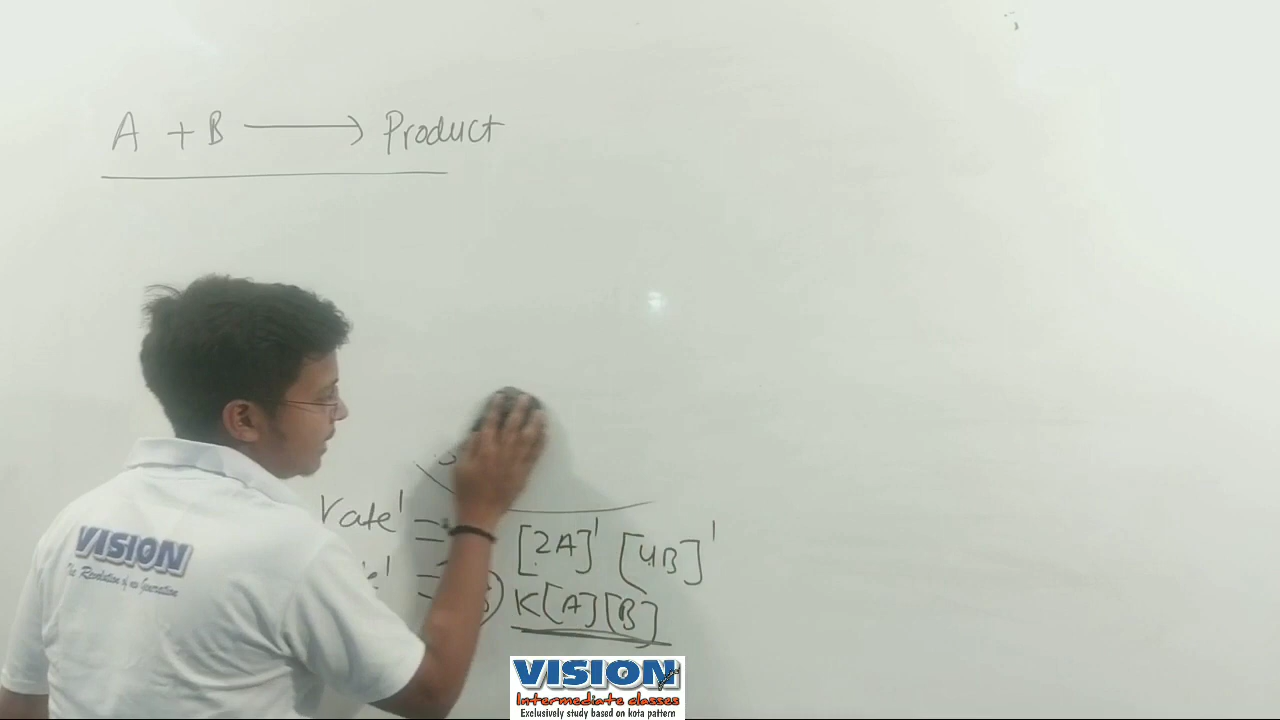 A + B ⟶ Product
rate' = [2A]' [4B]'
= K[A][B]
VISION
The Revolution of new Generation
VISION
Intermediate classes
Exclusively study based on kota pattern